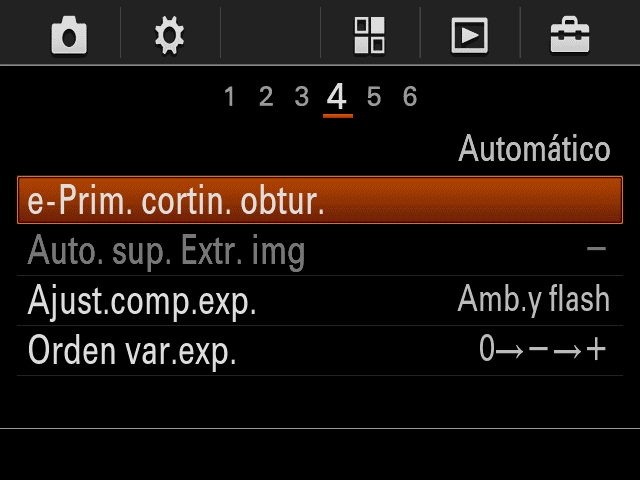 1 2 3 4 5 6
Automático
e-Prim. cortin. obtur.
Auto. sup. Extr. img –
Ajust.comp.exp. Amb.y flash
Orden var.exp. 0→–→+